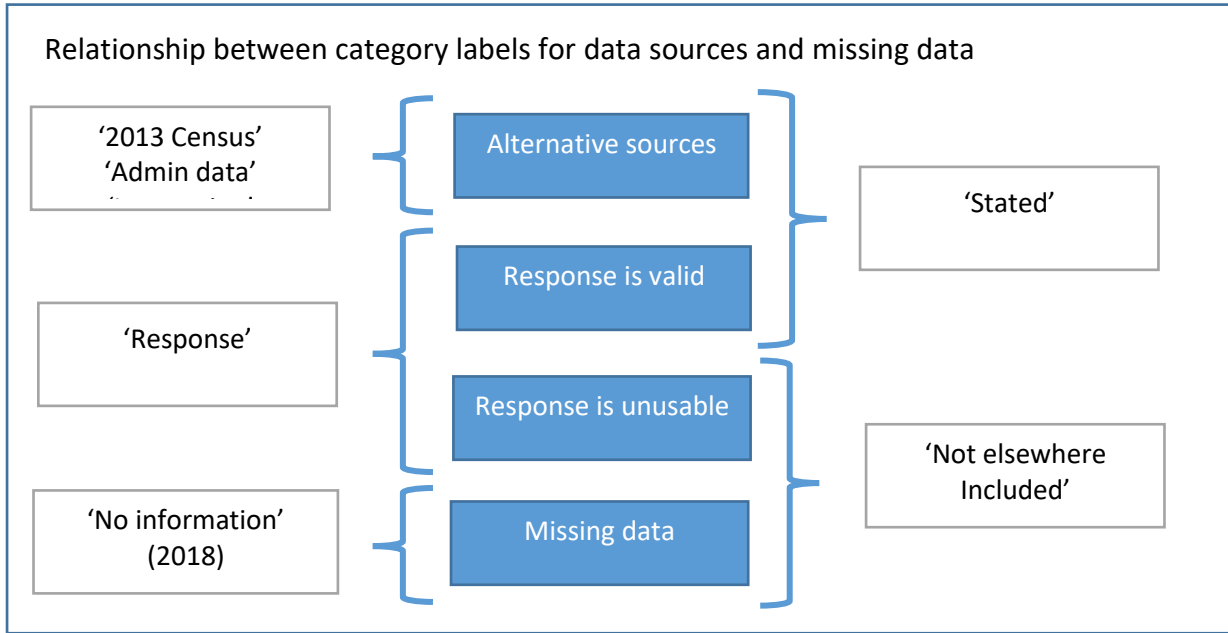 Relationship between category labels for data sources and missing data
‘2013 Census’
‘Admin data’
Alternative sources
‘Stated’
Response is valid
‘Response’
Response is unusable
‘Not elsewhere
Included’
‘No information’
(2018)
Missing data